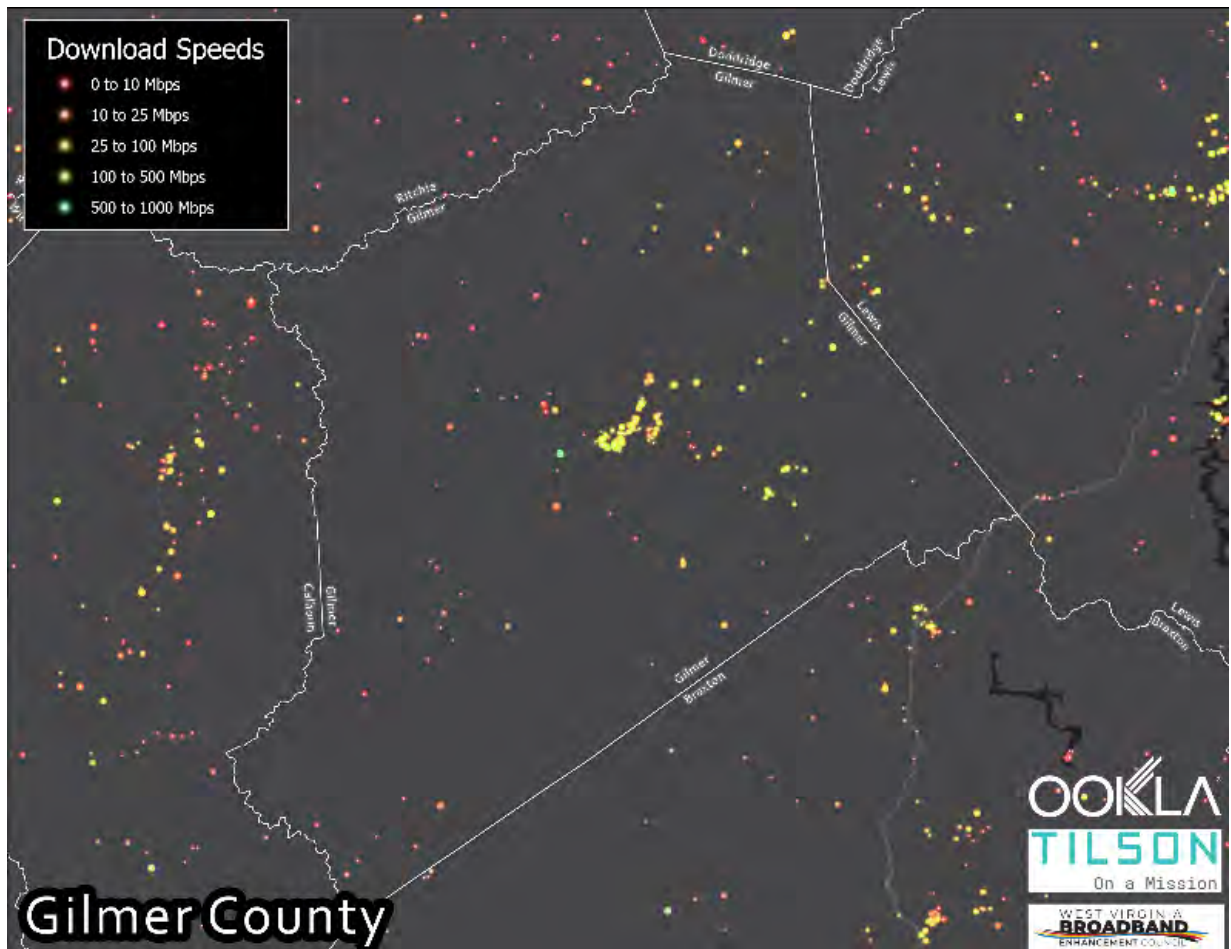 Download Speeds
0 to 10 Mbps
10 to 25 Mbps
25 to 100 Mbps
100 to 500 Mbps
500 to 1000 Mbps
Doddridge
Gilmer
Doddridge
Lewis
Ritchie
Gilmer
Lewis
Gilmer
Gilmer
Calhoun
Gilmer
Braxton
Lewis
Braxton
OOKLA
TILSON
On a Mission
WEST VIRGINIA
BROADBAND
ENHANCEMENT COUNCIL
Gilmer County